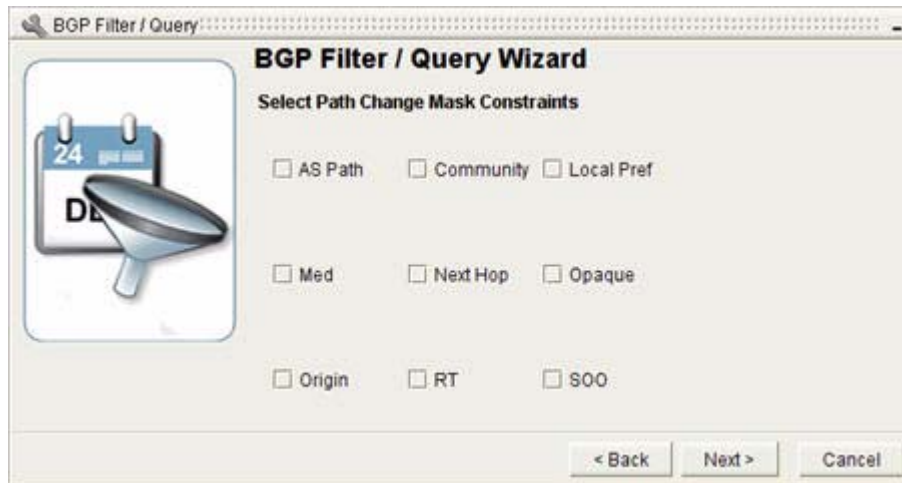 BGP Filter / Query
BGP Filter / Query Wizard
Select Path Change Mask Constraints
24
AS Path Community Local Pref
Med Next Hop Opaque
Origin RT SOO
< Back Next > Cancel